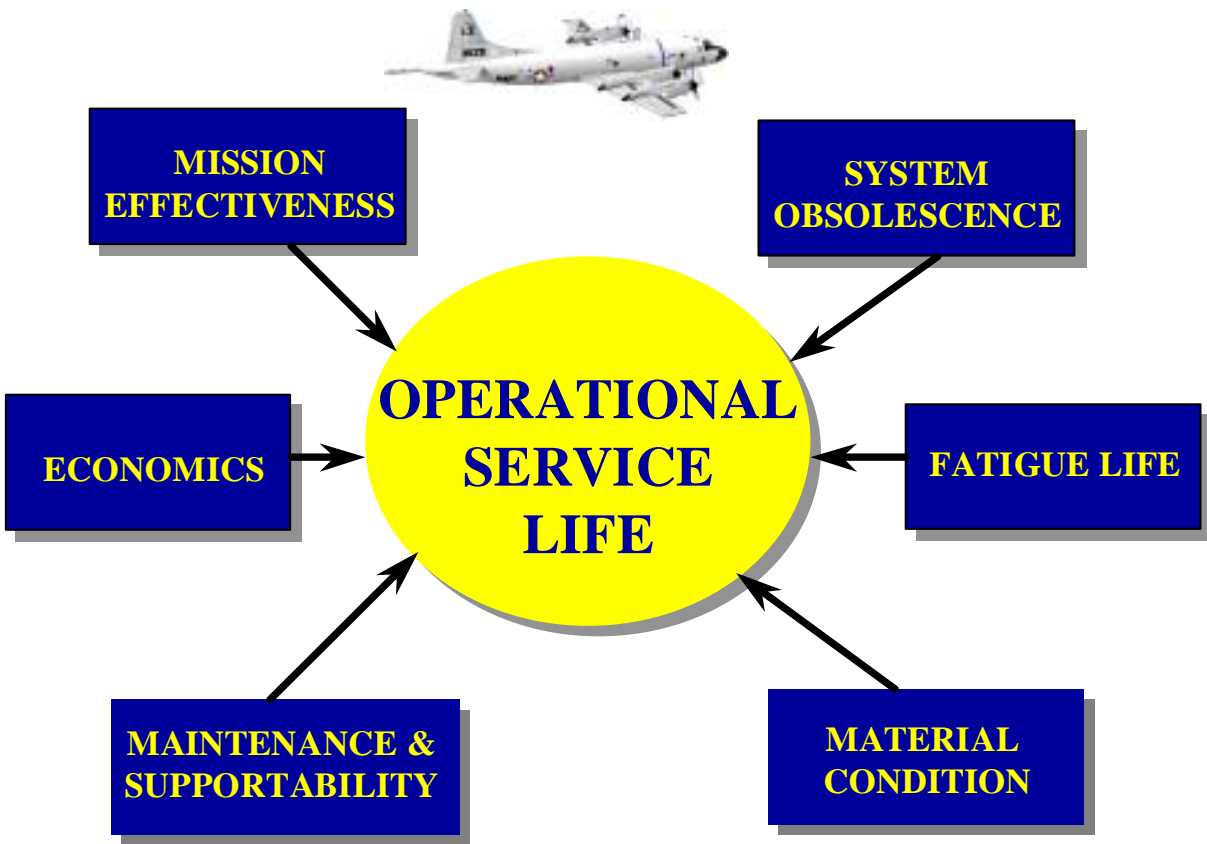 MISSION
EFFECTIVENESS
SYSTEM
OBSOLESCENCE
OPERATIONAL
SERVICE
LIFE
ECONOMICS
FATIGUE LIFE
MAINTENANCE &
SUPPORTABILITY
MATERIAL
CONDITION